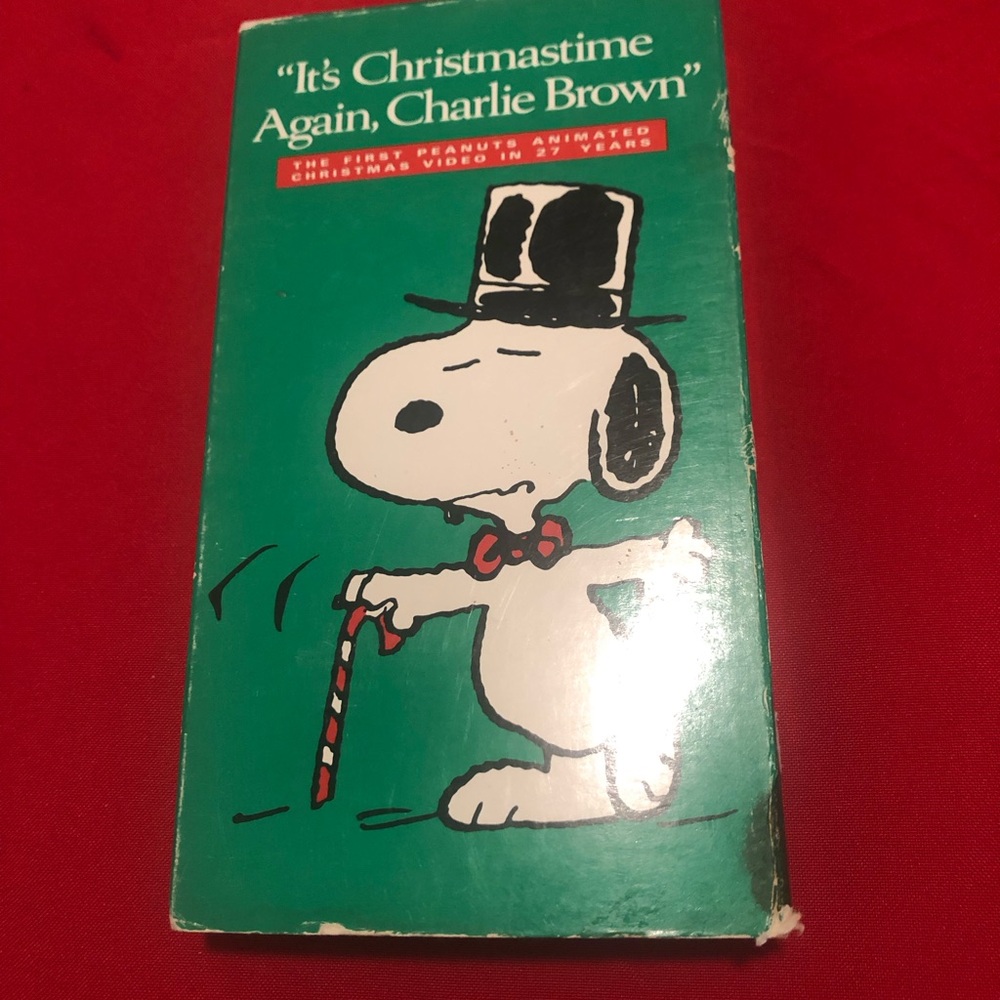 “It's Christmastime
Again, Charlie Brown”
THE FIRST PEANUTS ANIMATED
CHRISTMAS VIDEO IN 27 YEARS